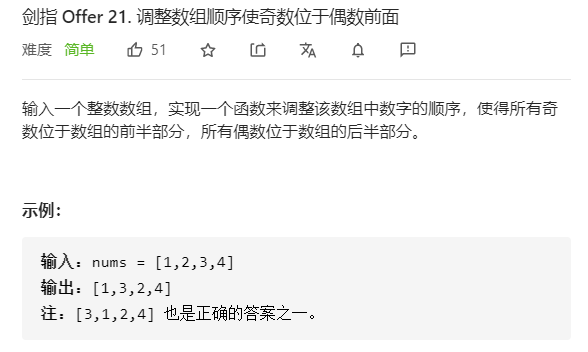 剑指 Offer 21. 调整数组顺序使奇数位于偶数前面
难度 简单 51
输入一个整数数组，实现一个函数来调整该数组中数字的顺序，使得所有奇
数位于数组的前半部分，所有偶数位于数组的后半部分。
示例：
输入：nums = [1,2,3,4]
输出：[1,3,2,4]
注：[3,1,2,4] 也是正确的答案之一。